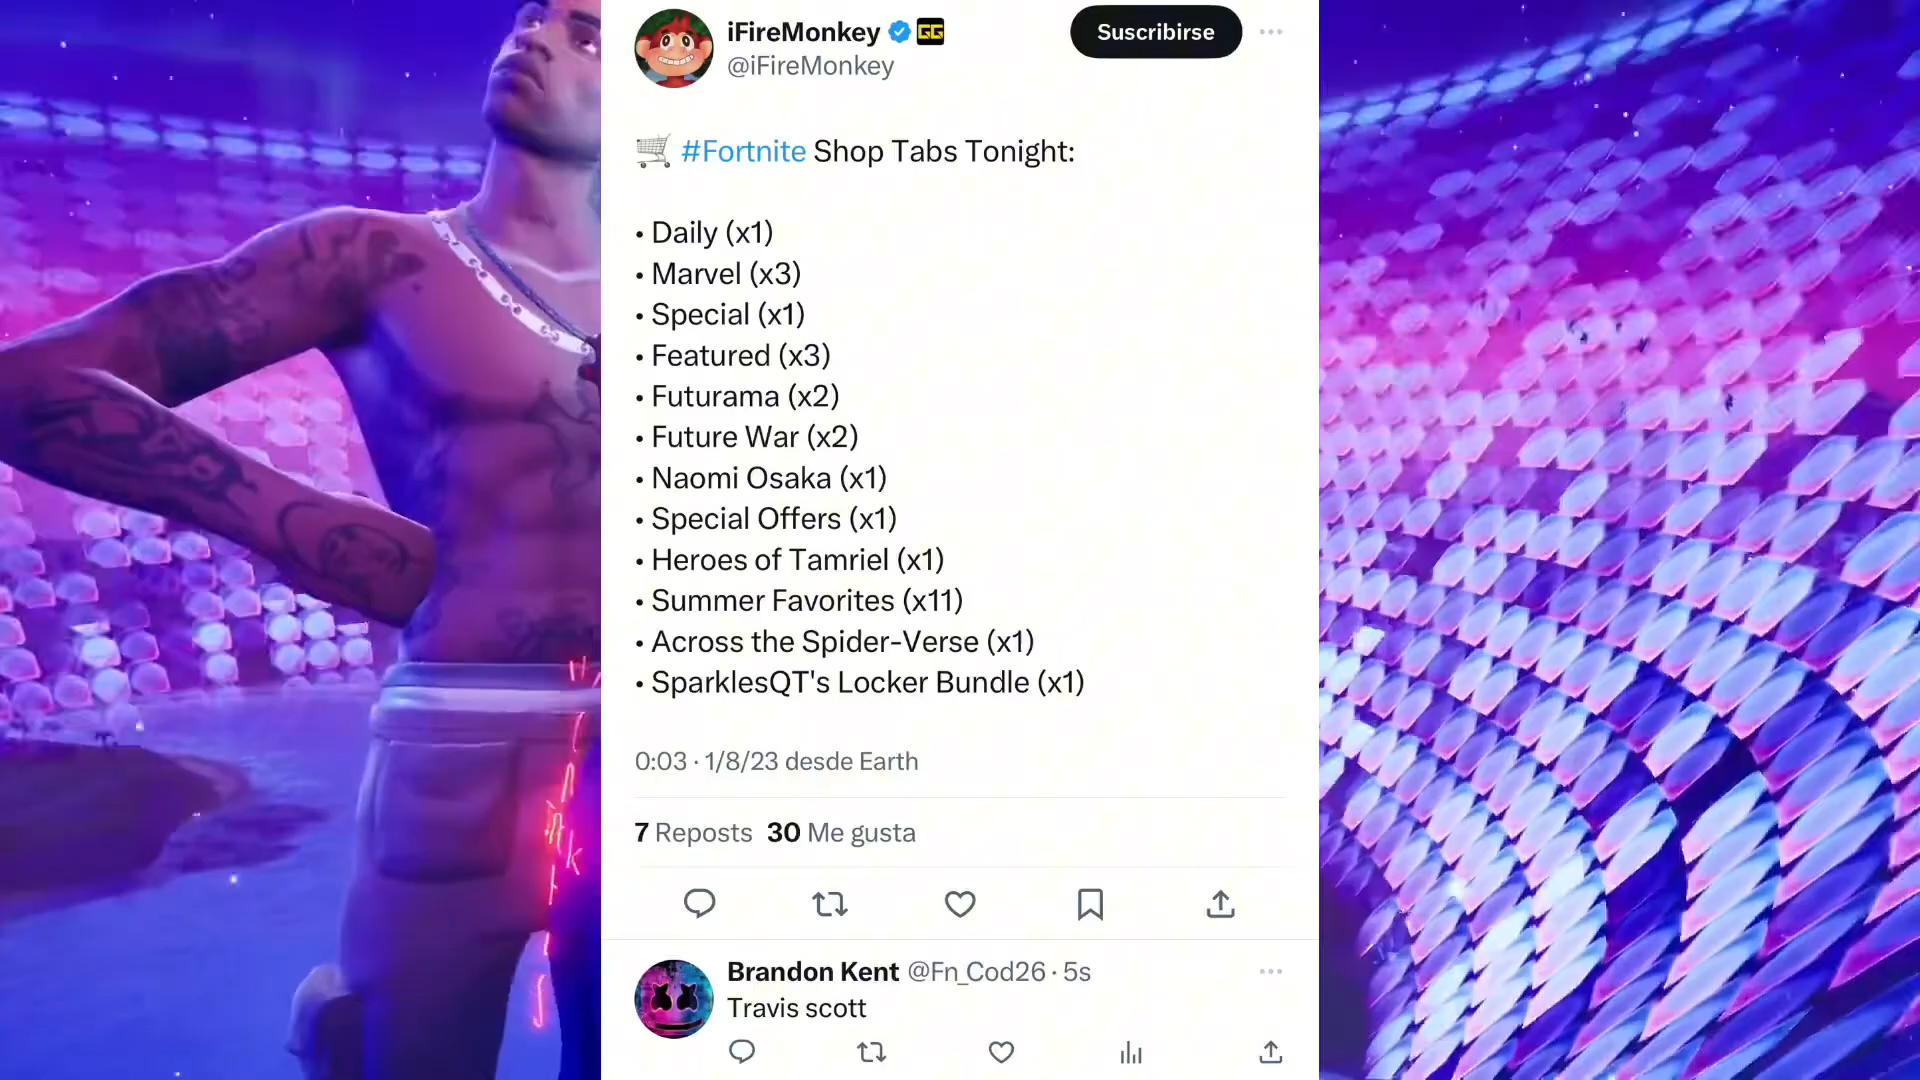 iFireMonkey
@iFireMonkey
Suscribirse
#Fortnite Shop Tabs Tonight:
• Daily (x1)
• Marvel (x3)
• Special (x1)
• Featured (x3)
• Futurama (x2)
• Future War (x2)
• Naomi Osaka (x1)
• Special Offers (x1)
• Heroes of Tamriel (x1)
• Summer Favorites (x11)
• Across the Spider-Verse (x1)
• SparklesQT's Locker Bundle (x1)
0:03 · 1/8/23 desde Earth
7 Reposts 30 Me gusta
Brandon Kent @Fn_Cod26 · 5s
Travis scott